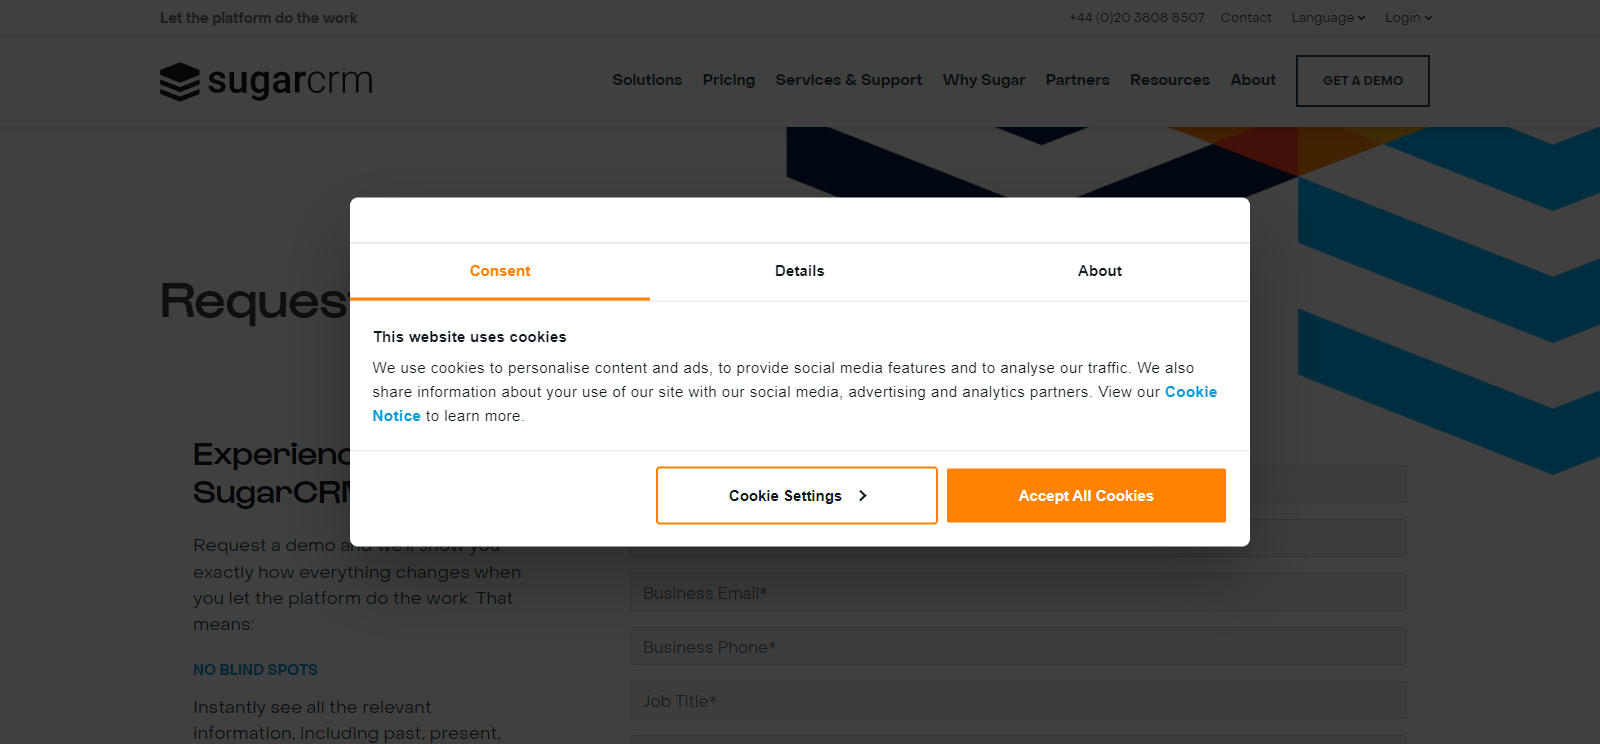 Let the platform do the work
+44 (0)20 3808 8507 Contact Language Login
sugarcrm
Solutions Pricing Services & Support Why Sugar Partners Resources About GET A DEMO
Consent Details About
Request
This website uses cookies
We use cookies to personalise content and ads, to provide social media features and to analyse our traffic. We also
share information about your use of our site with our social media, advertising and analytics partners. View our Cookie
Notice to learn more.
Cookie Settings
Accept All Cookies
SugarCRM
Request a demo and we'll show you
exactly how everything changes when
you let the platform do the work. That
means:
NO BLIND SPOTS
Instantly see all the relevant
information, including past, present,
Business Email*
Business Phone*
Job Title*